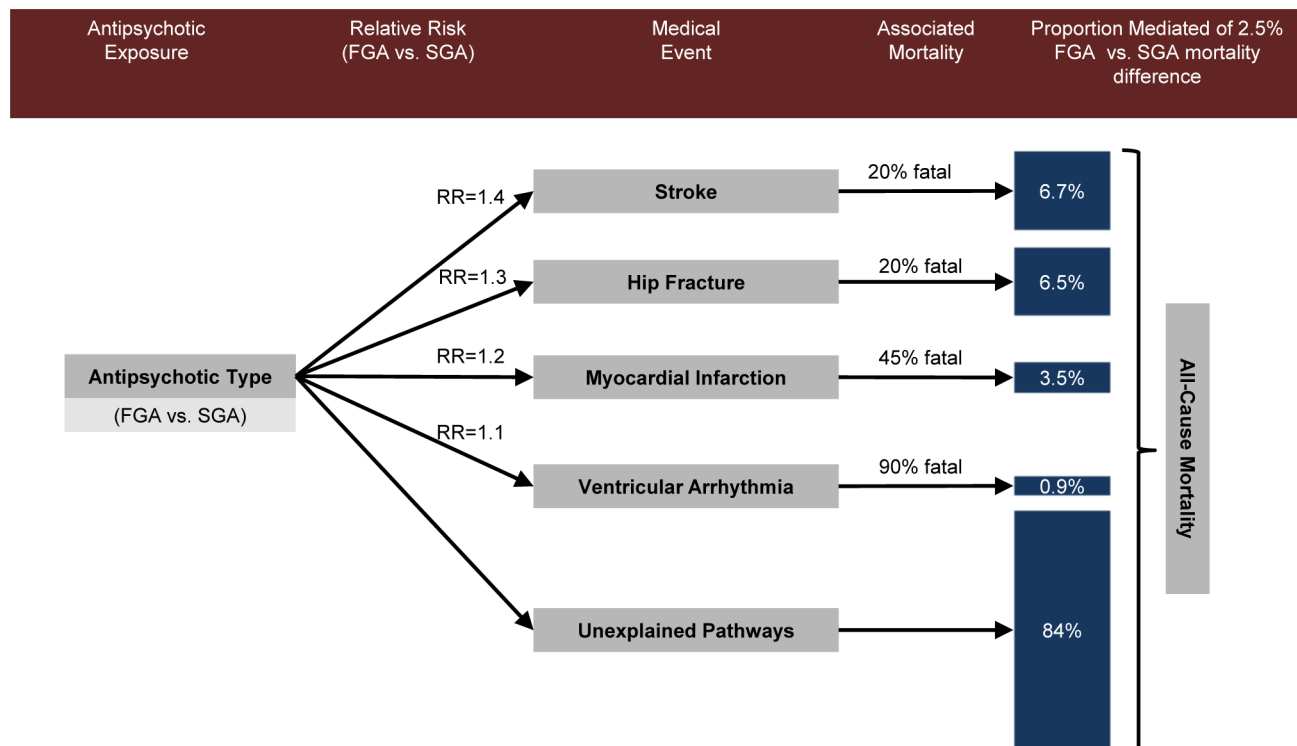 Antipsychotic
Exposure
Relative Risk
(FGA vs. SGA)
Medical
Event
Associated
Mortality
Proportion Mediated of 2.5%
FGA vs. SGA mortality
difference
RR=1.4
Stroke
20% fatal
6.7%
RR=1.3
Hip Fracture
20% fatal
6.5%
Antipsychotic Type
(FGA vs. SGA)
RR=1.2
Myocardial Infarction
45% fatal
3.5%
RR=1.1
Ventricular Arrhythmia
90% fatal
0.9%
Unexplained Pathways
84%
All-Cause Mortality